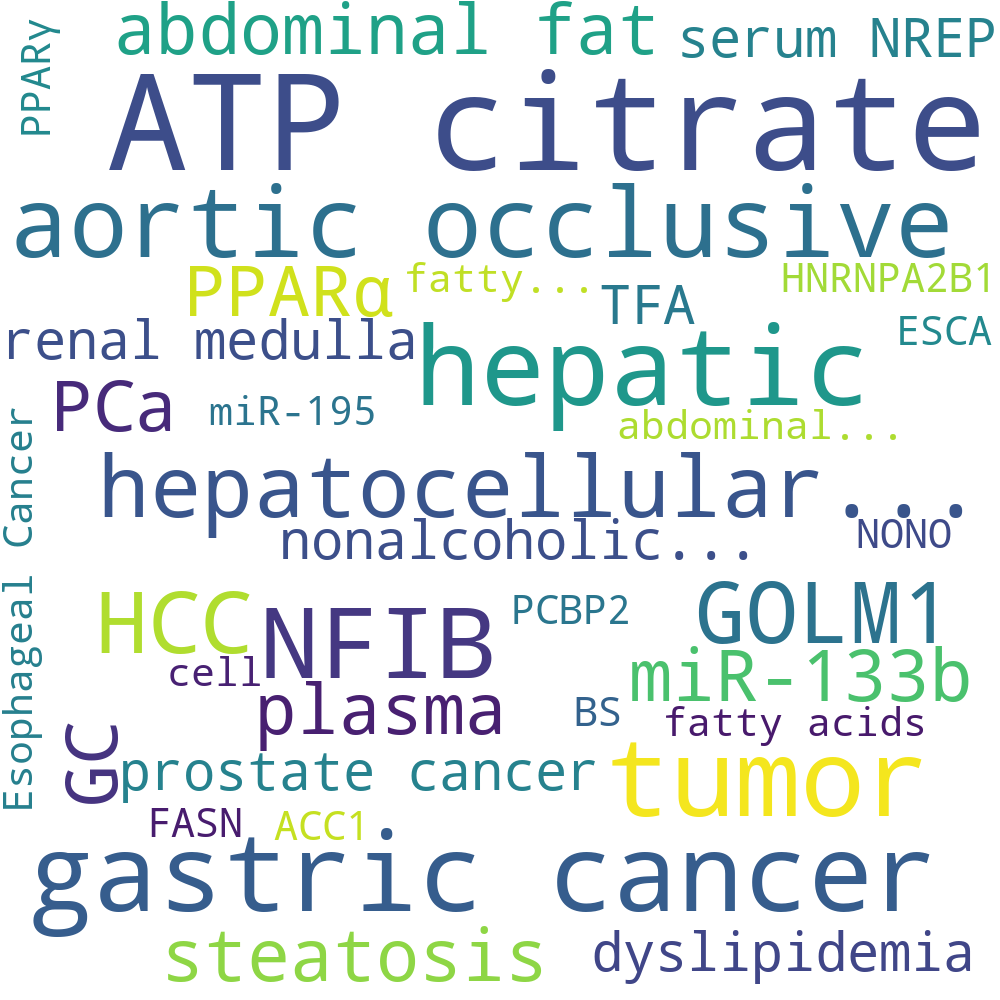 abdominal fat
serum NREP
PPARγ
ATP citrate
aortic occlusive
PPARα
fatty...
HNRNPA2B1
TFA
renal medulla
ESCA
hepatic
PCa
miR-195
abdominal...
Esophageal Cancer
hepatocellular...
nonalcoholic...
NONO
HCC
NFIB
PCBP2
GOLM1
cell
miR-133b
plasma
BS
fatty acids
GC
prostate cancer
tumor
FASN
ACC1
gastric cancer
steatosis
dyslipidemia